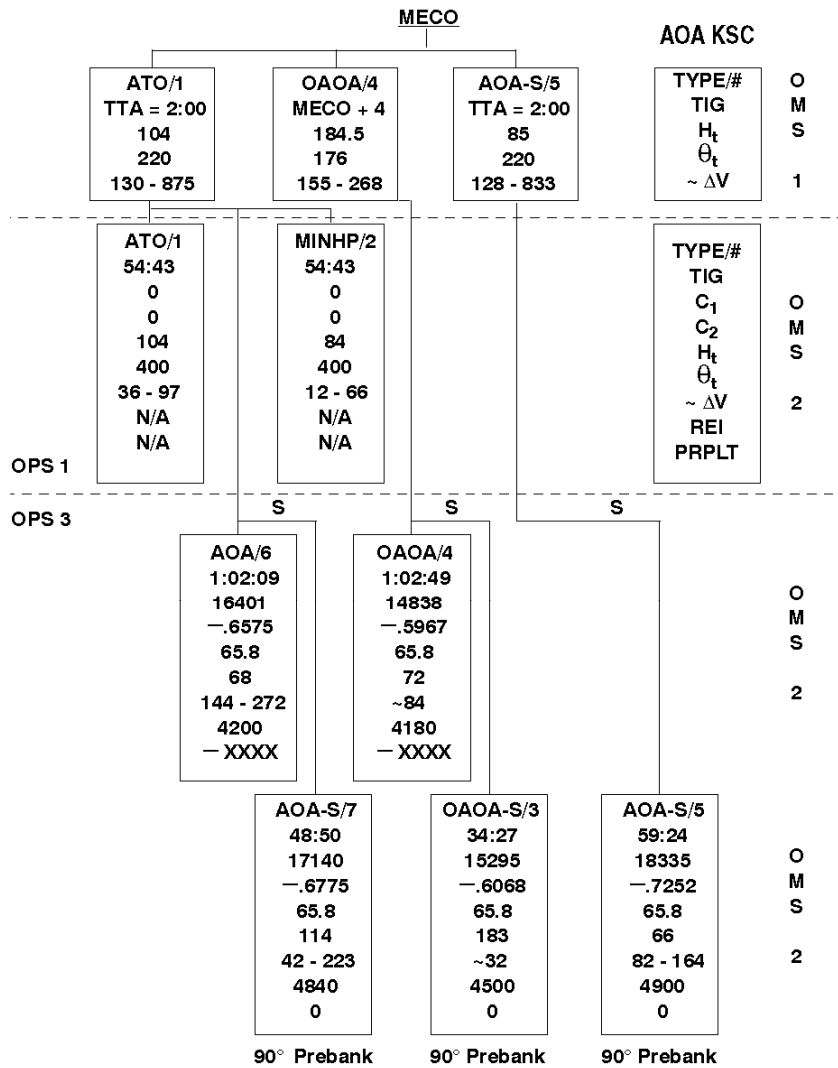 MECO
AOA KSC
ATO/1
TTA = 2:00
104
220
130 - 875
OAOA/4
MECO + 4
184.5
176
155 - 268
AOA-S/5
TTA = 2:00
85
220
128 - 833
TYPE/#
TIG
Ht
θt
~ ΔV
O
M
S
1
ATO/1
54:43
0
0
104
400
36 - 97
N/A
N/A
MINHP/2
54:43
0
0
84
400
12 - 66
N/A
N/A
TYPE/#
TIG
C1
C2
Ht
θt
~ ΔV
REI
PRPLT
O
M
S
2
OPS 1
OPS 3
S
S
S
AOA/6
1:02:09
16401
—.6575
65.8
68
144 - 272
4200
— XXXX
OAOA/4
1:02:49
14838
—.5967
65.8
72
~84
4180
— XXXX
O
M
S
2
AOA-S/7
48:50
17140
—.6775
65.8
114
42 - 223
4840
0
90° Prebank
OAOA-S/3
34:27
15295
—.6068
65.8
183
~32
4500
0
90° Prebank
AOA-S/5
59:24
18335
—.7252
65.8
66
82 - 164
4900
0
90° Prebank
O
M
S
2